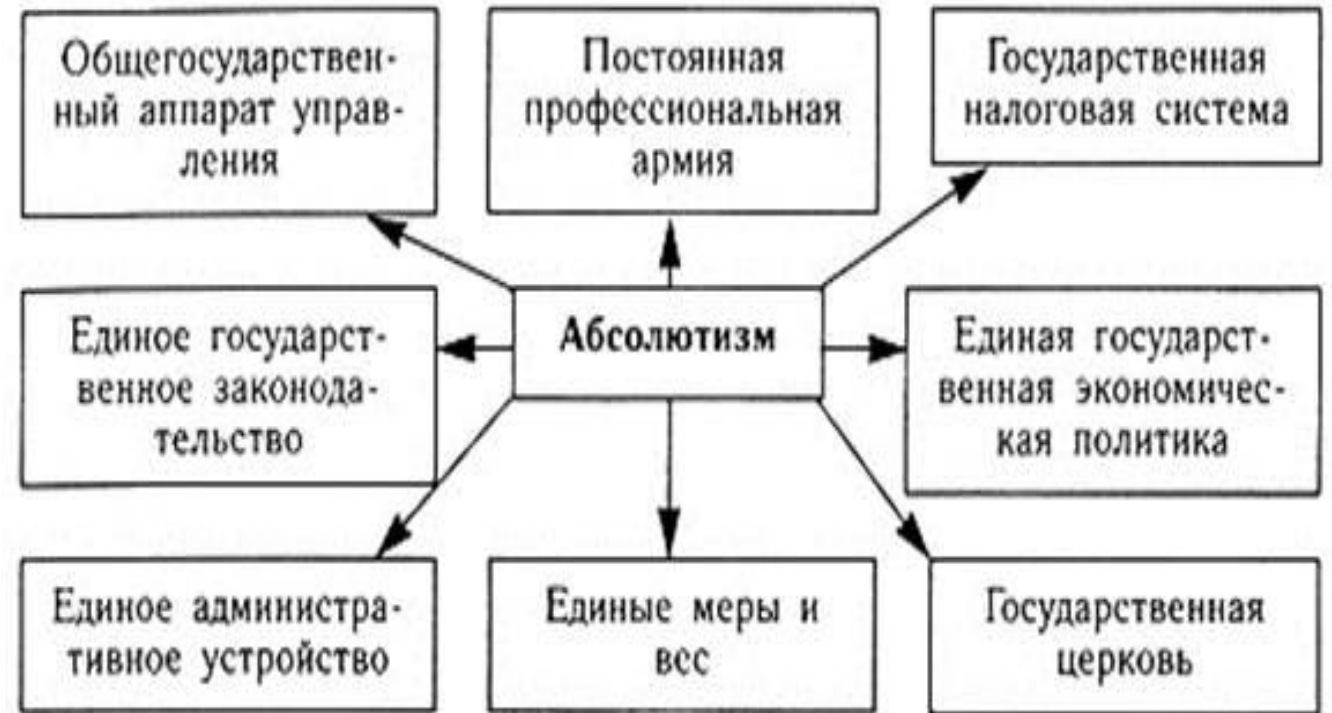 Общегосударствен-
ный аппарат управ-
ления
Постоянная
профессиональная
армия
Государственная
налоговая система
Единое государст-
венное законода-
тельство
Абсолютизм
Единая государст-
венная экономичес-
кая политика
Единое администра-
тивное устройство
Единые меры и
вес
Государственная
церковь